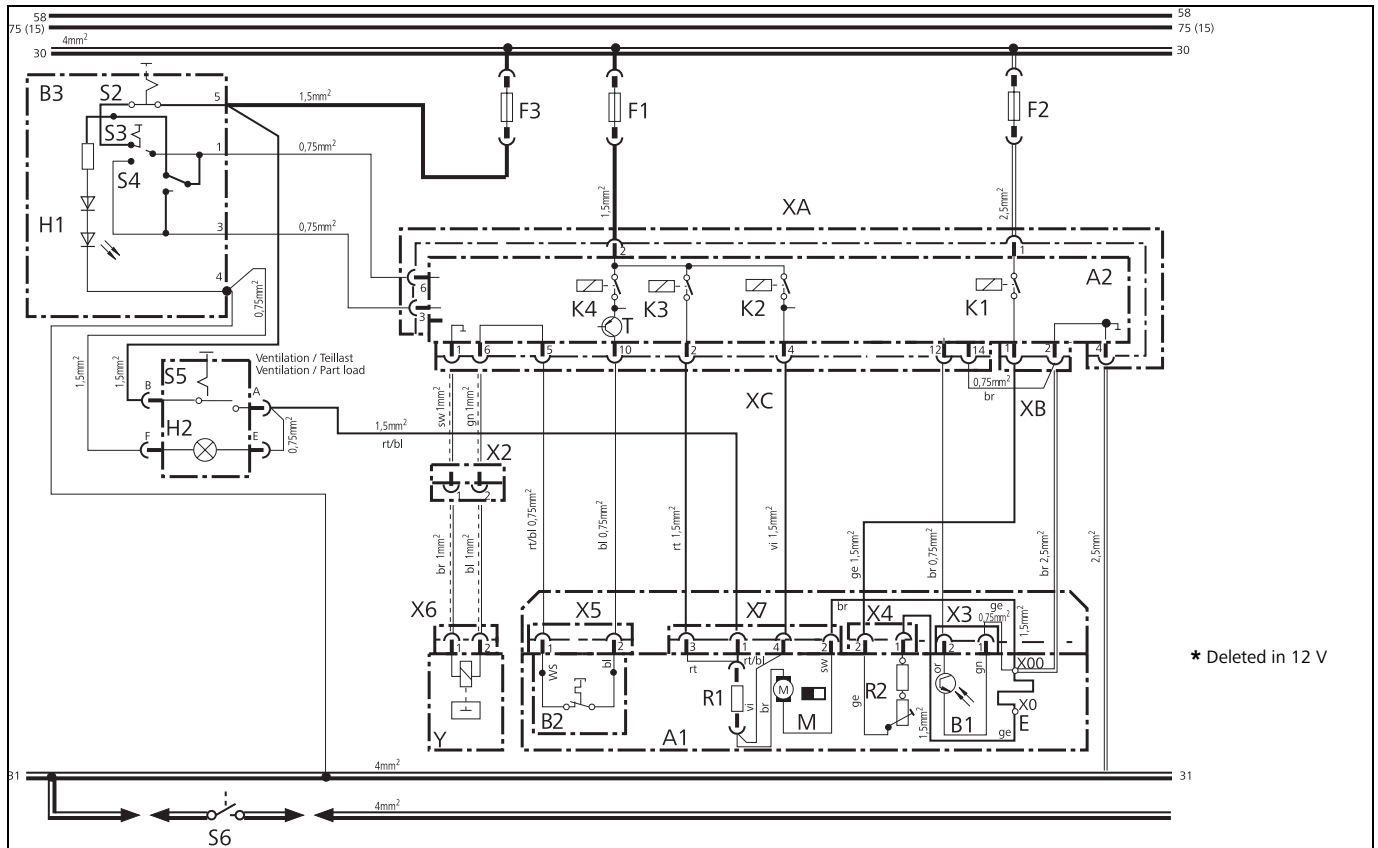 58 58
75 (15) 75 (15)
4mm²
30 30
B3 S2 5 1,5mm² F3 F1 F2
S3 1 0,75mm²
S4
H1 3 0,75mm²
1,5mm² 2,5mm²
XA
4 0,75mm²
2 1
6 K4 K3 K2 K1 A2
3 T
1 6 5 10 2 4 12 14 1 2 4
1,5mm² 1,5mm²
Ventilation / Teillast
Ventilation / Part load
S5 B A
0,75mm²
br
XC XB
sw 1mm² gn 1mm²
H2 F E 0,75mm²
1,5mm²
rt/bl
X2
1 2
br 1mm² bl 1mm² rt/bl 0,75mm² bl 0,75mm² rt 1,5mm² vi 1,5mm² ge 1,5mm² br 0,75mm² br 2,5mm² 2,5mm²
X6 X5 X7 br X4 X3 ge
0,75mm² 1,5mm²
1 2 1 2 3 1 4 2 2 1 2 1
ws bl rt rt/bl sw or gn X00
* Deleted in 12 V
R1 vi br M ge R2 1,5mm² X0
B2 M B1 E
Y A1 ge
31 4mm² 31
4mm²
S6